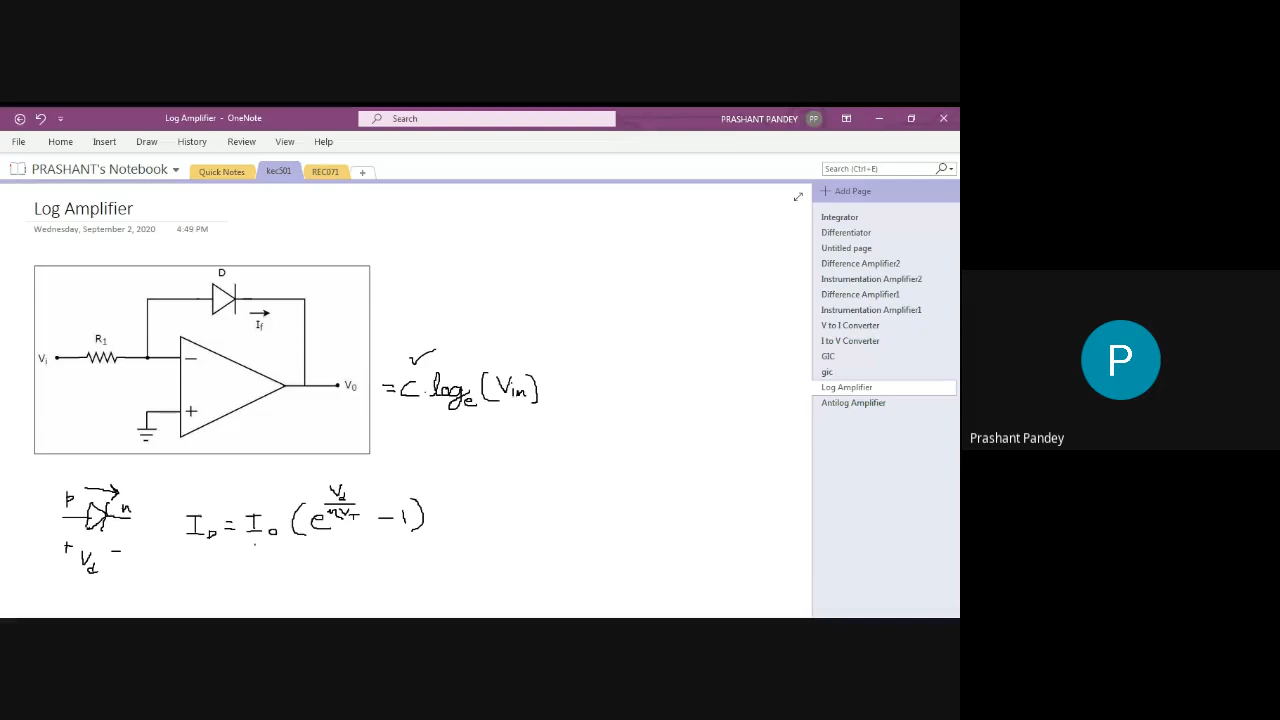 Log Amplifier - OneNote
Search
PRASHANT PANDEY PP
File Home Insert Draw History Review View Help
PRASHANT's Notebook Quick Notes kec501 REC071 +
Search (Ctrl+E)
Add Page
Integrator
Differentiator
Untitled page
Difference Amplifier2
Instrumentation Amplifier2
Difference Amplifier1
Instrumentation Amplifier1
V to I Converter
I to V Converter
GIC
gic
Log Amplifier
Antilog Amplifier
Log Amplifier
Wednesday, September 2, 2020 4:49 PM
D
If
R1
Vi
−
+
V0
= C · loge (Vin)
p n
+ Vd −
ID = I0 (e^(Vd/ηVT) − 1)
P
Prashant Pandey